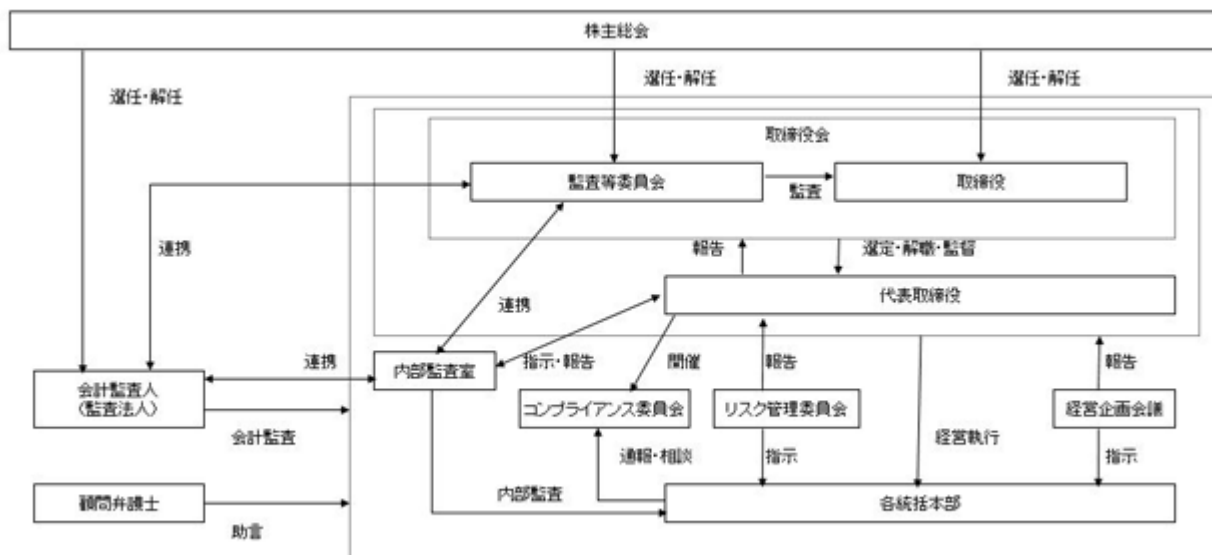 株主総会
選任・解任
選任・解任
選任・解任
取締役会
監査等委員会
監査
取締役
連携
報告
選定・解職・監督
代表取締役
連携
連携
内部監査室
指示・報告
開催
報告
報告
会計監査人
(監査法人)
会計監査
コンプライアンス委員会
リスク管理委員会
経営企画会議
経営執行
通報・相談
指示
指示
顧問弁護士
助言
内部監査
各統括本部